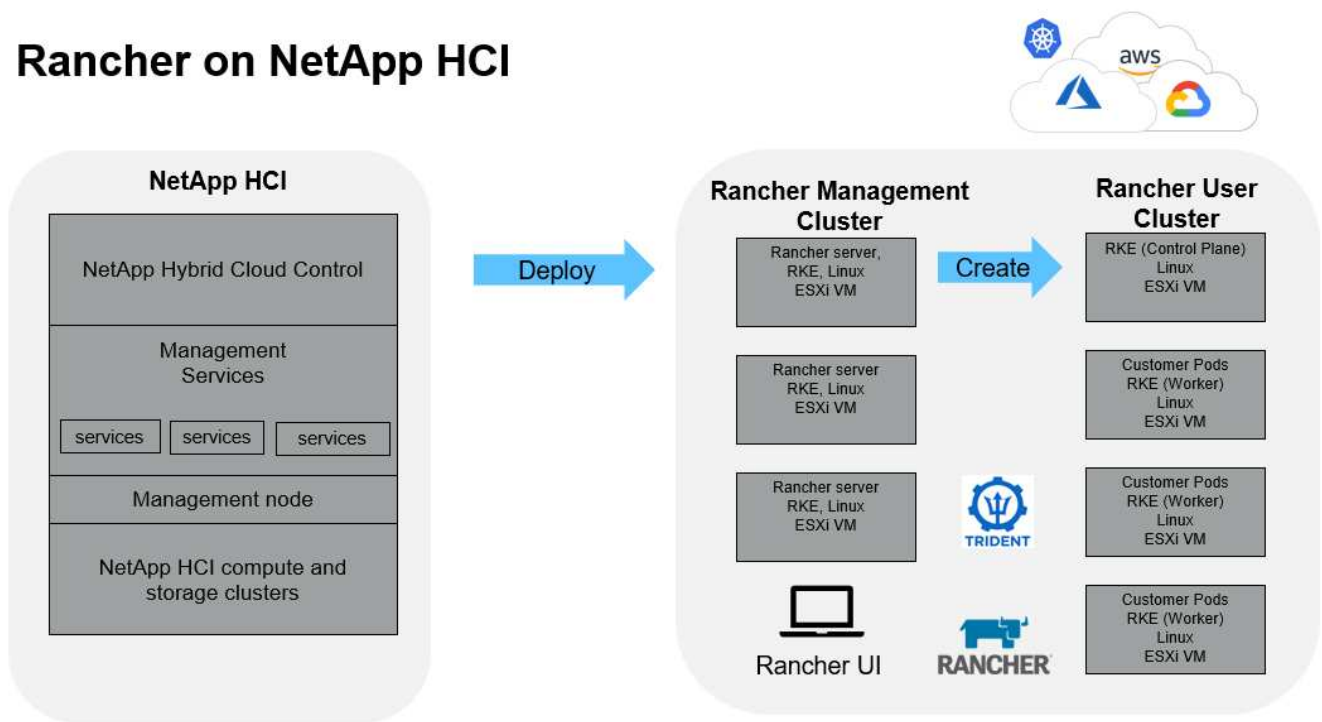 Rancher on NetApp HCI
aws
NetApp HCI
NetApp Hybrid Cloud Control
Management
Services
services
services
services
Management node
NetApp HCI compute and
storage clusters
Deploy
Rancher Management
Cluster
Rancher server,
RKE, Linux
ESXi VM
Rancher server
RKE, Linux
ESXi VM
Rancher server
RKE, Linux
ESXi VM
Rancher UI
Create
TRIDENT
RANCHER
Rancher User
Cluster
RKE (Control Plane)
Linux
ESXi VM
Customer Pods
RKE (Worker)
Linux
ESXi VM
Customer Pods
RKE (Worker)
Linux
ESXi VM
Customer Pods
RKE (Worker)
Linux
ESXi VM